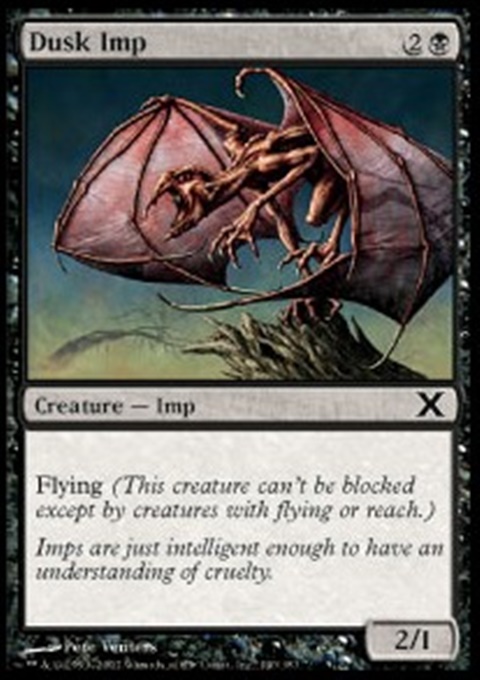 Dusk Imp
2
Creature — Imp
X
Flying (This creature can't be blocked
except by creatures with flying or reach.)
Imps are just intelligent enough to have an
understanding of cruelty.
Pete Venters
2/1